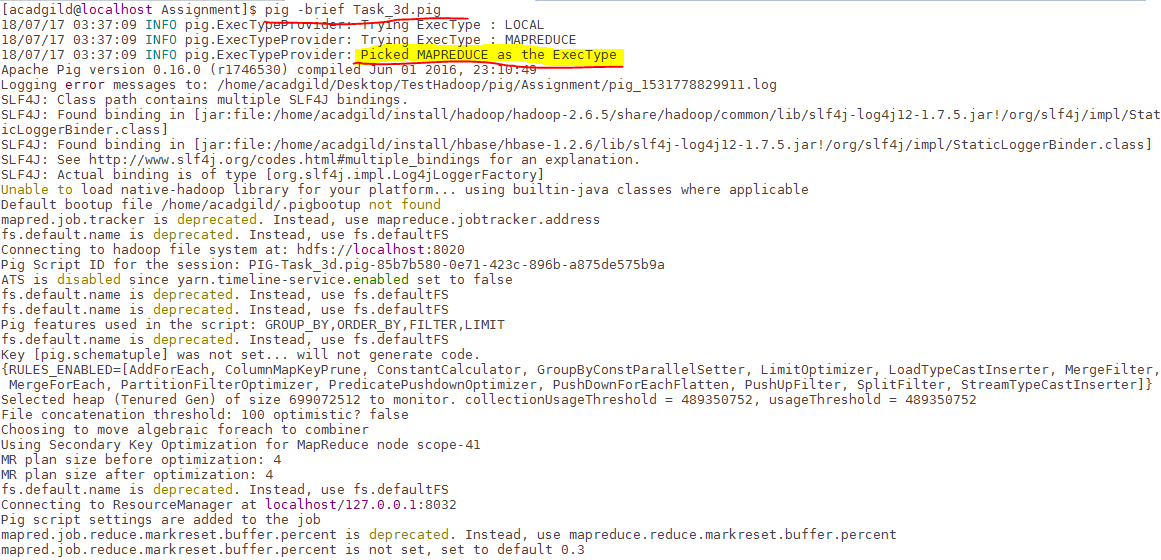 [acadgild@localhost Assignment]$ pig -brief Task_3d.pig
18/07/17 03:37:09 INFO pig.ExecTypeProvider: Trying ExecType : LOCAL
18/07/17 03:37:09 INFO pig.ExecTypeProvider: Trying ExecType : MAPREDUCE
18/07/17 03:37:09 INFO pig.ExecTypeProvider: Picked MAPREDUCE as the ExecType
Apache Pig version 0.16.0 (r1746530) compiled Jun 01 2016, 23:10:49
Logging error messages to: /home/acadgild/Desktop/TestHadoop/pig/Assignment/pig_1531778829911.log
SLF4J: Class path contains multiple SLF4J bindings.
SLF4J: Found binding in [jar:file:/home/acadgild/install/hadoop/hadoop-2.6.5/share/hadoop/common/lib/slf4j-log4j12-1.7.5.jar!/org/slf4j/impl/Stat
icLoggerBinder.class]
SLF4J: Found binding in [jar:file:/home/acadgild/install/hbase/hbase-1.2.6/lib/slf4j-log4j12-1.7.5.jar!/org/slf4j/impl/StaticLoggerBinder.class]
SLF4J: See http://www.slf4j.org/codes.html#multiple_bindings for an explanation.
SLF4J: Actual binding is of type [org.slf4j.impl.Log4jLoggerFactory]
Unable to load native-hadoop library for your platform... using builtin-java classes where applicable
Default bootup file /home/acadgild/.pigbootup not found
mapred.job.tracker is deprecated. Instead, use mapreduce.jobtracker.address
fs.default.name is deprecated. Instead, use fs.defaultFS
Connecting to hadoop file system at: hdfs://localhost:8020
Pig Script ID for the session: PIG-Task_3d.pig-85b7b580-0e71-423c-896b-a875de575b9a
ATS is disabled since yarn.timeline-service.enabled set to false
fs.default.name is deprecated. Instead, use fs.defaultFS
fs.default.name is deprecated. Instead, use fs.defaultFS
Pig features used in the script: GROUP_BY,ORDER_BY,FILTER,LIMIT
fs.default.name is deprecated. Instead, use fs.defaultFS
Key [pig.schematuple] was not set... will not generate code.
{RULES_ENABLED=[AddForEach, ColumnMapKeyPrune, ConstantCalculator, GroupByConstParallelSetter, LimitOptimizer, LoadTypeCastInserter, MergeFilter,
MergeForEach, PartitionFilterOptimizer, PredicatePushdownOptimizer, PushDownForEachFlatten, PushUpFilter, SplitFilter, StreamTypeCastInserter]}
Selected heap (Tenured Gen) of size 699072512 to monitor. collectionUsageThreshold = 489350752, usageThreshold = 489350752
File concatenation threshold: 100 optimistic? false
Choosing to move algebraic foreach to combiner
Using Secondary Key Optimization for MapReduce node scope-41
MR plan size before optimization: 4
MR plan size after optimization: 4
fs.default.name is deprecated. Instead, use fs.defaultFS
Connecting to ResourceManager at localhost/127.0.0.1:8032
Pig script settings are added to the job
mapred.job.reduce.markreset.buffer.percent is deprecated. Instead, use mapreduce.reduce.markreset.buffer.percent
mapred.job.reduce.markreset.buffer.percent is not set, set to default 0.3